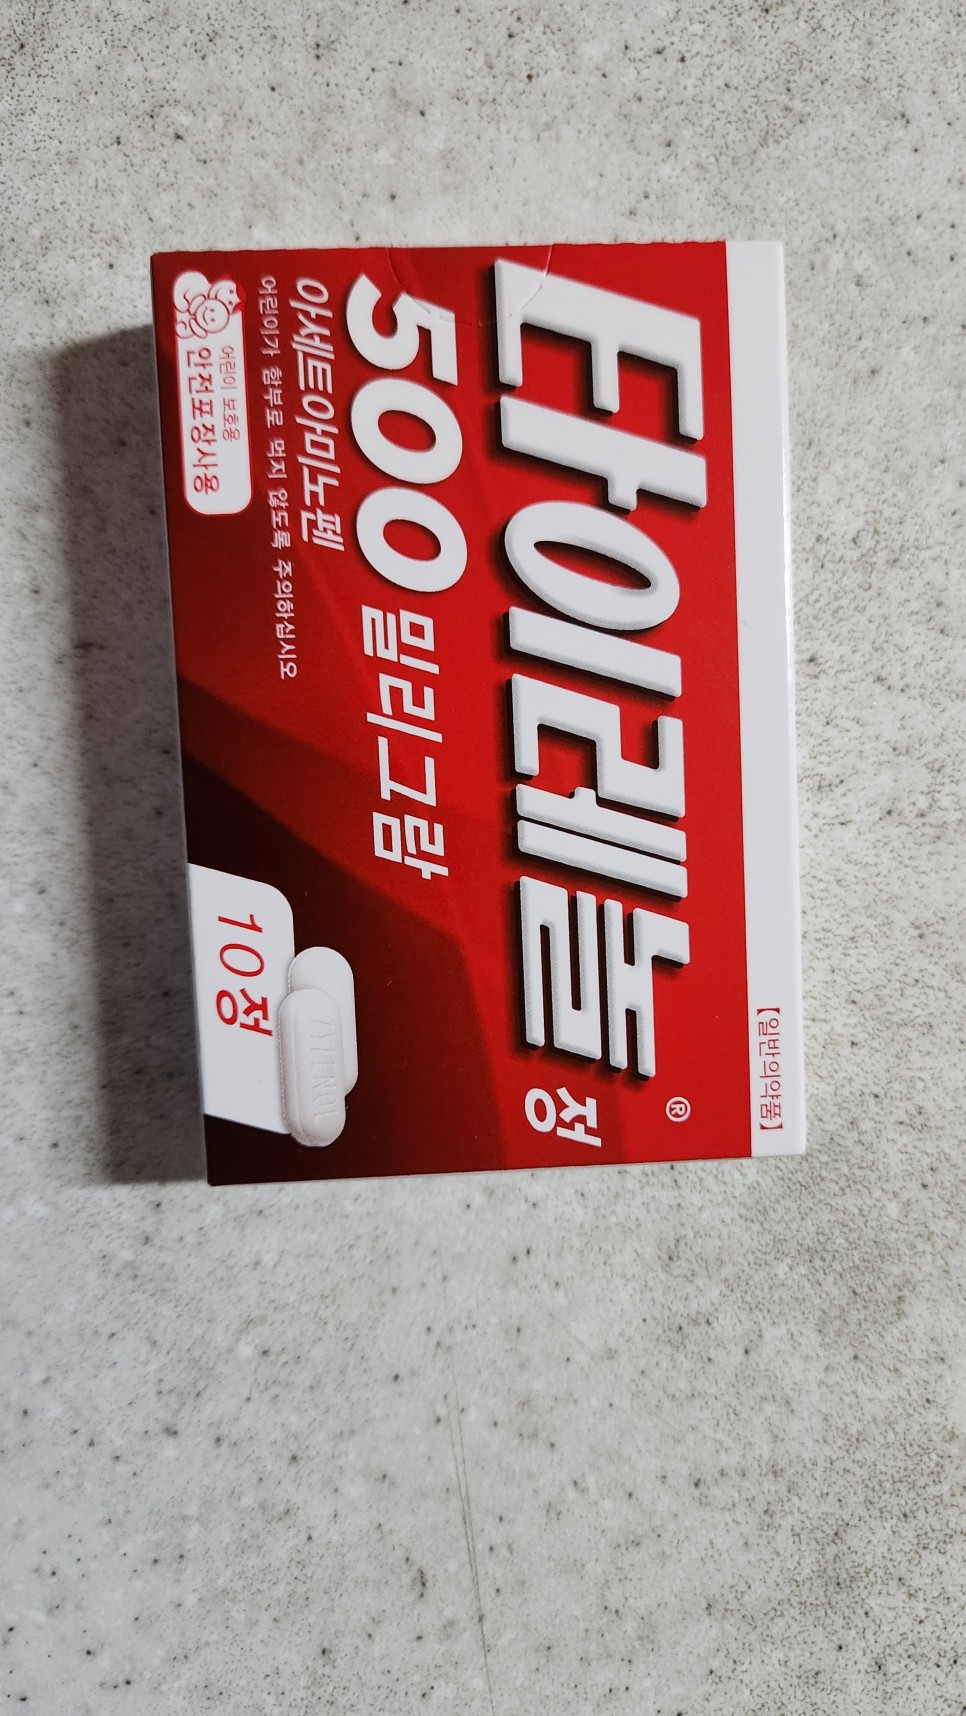 【일반의약품】
타이레놀정®
500 밀리그람
아세트아미노펜
어린이가 함부로 먹지 않도록 주의하십시오
어린이 보호용
안전포장사용
10정
TYLENOL